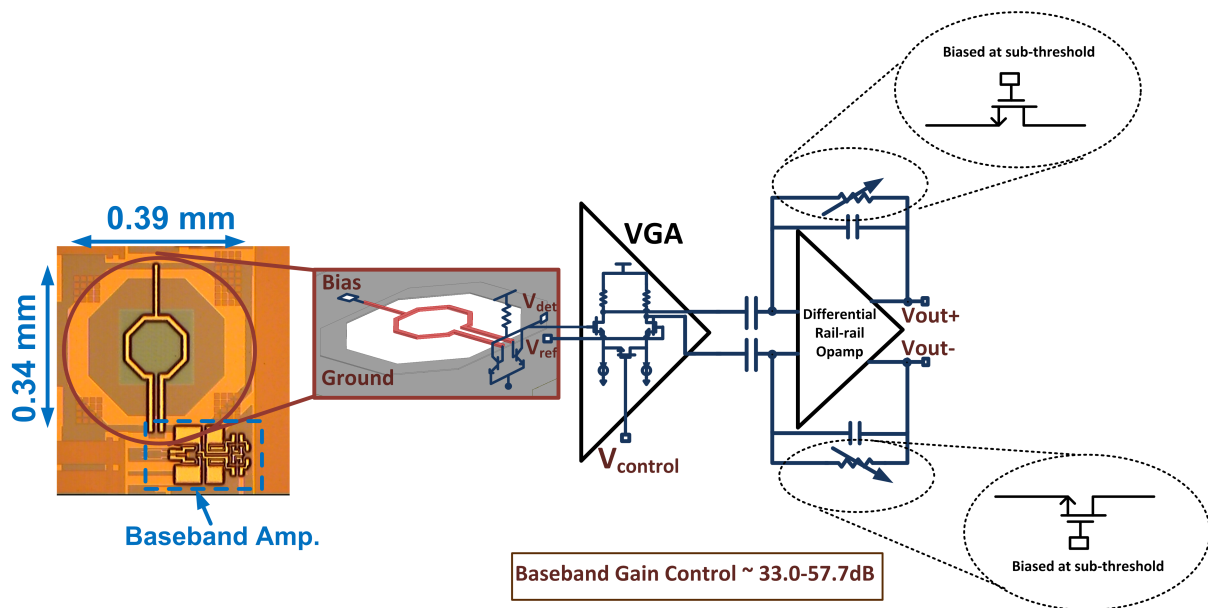 Biased at sub-threshold
0.39 mm
0.34 mm
VGA
Bias
Vdet
Vref
Ground
Differential
Rail-rail
Opamp
Vout+
Vout-
Vcontrol
Baseband Amp.
Biased at sub-threshold
Baseband Gain Control ~ 33.0-57.7dB